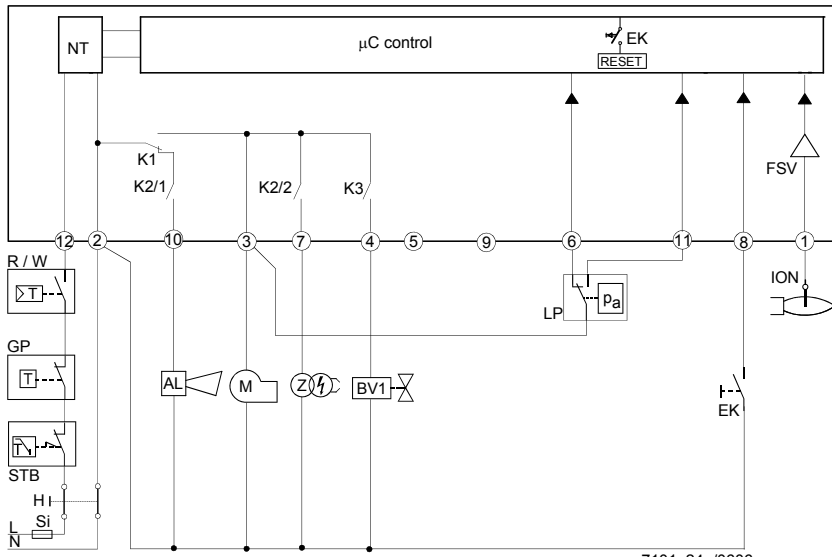 NT
µC control
EK
RESET
FSV
K1
K2/1
K2/2
K3
12
2
10
3
7
4
5
9
6
11
8
1
R / W
T
GP
T
STB
T
H
Si
L
N
AL
M
Z
BV1
LP
pa
ION
EK